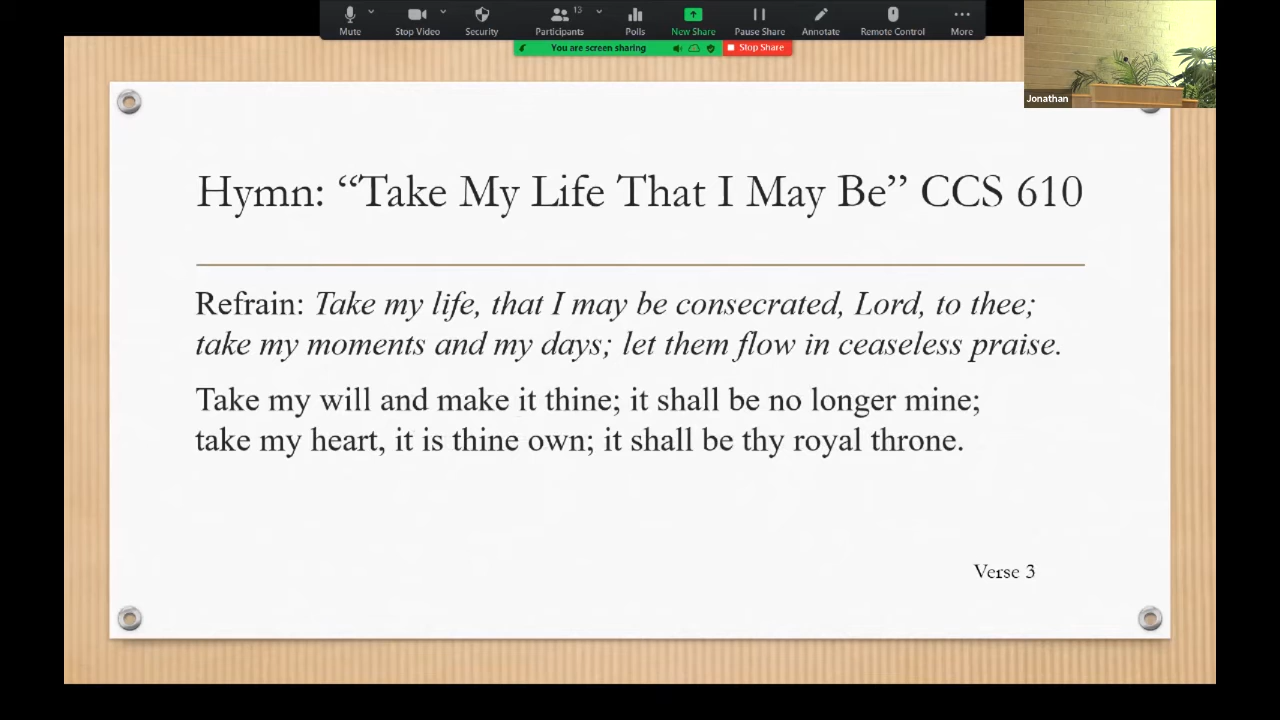 13
Mute
Stop Video
Security
Participants
Polls
New Share
Pause Share
Annotate
Remote Control
More
You are screen sharing
Stop Share
Jonathan
Hymn: “Take My Life That I May Be” CCS 610
Refrain: Take my life, that I may be consecrated, Lord, to thee;
take my moments and my days; let them flow in ceaseless praise.
Take my will and make it thine; it shall be no longer mine;
take my heart, it is thine own; it shall be thy royal throne.
Verse 3